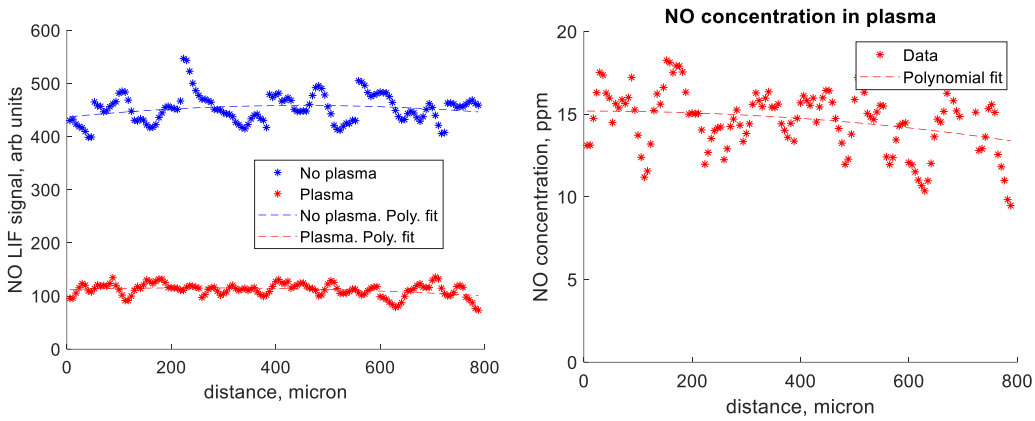 600
500
400
300
200
100
0
NO LIF signal, arb units
No plasma
Plasma
No plasma. Poly. fit
Plasma. Poly. fit
0 200 400 600 800
distance, micron
NO concentration in plasma
20
15
10
5
0
NO concentration, ppm
Data
Polynomial fit
0 200 400 600 800
distance, micron